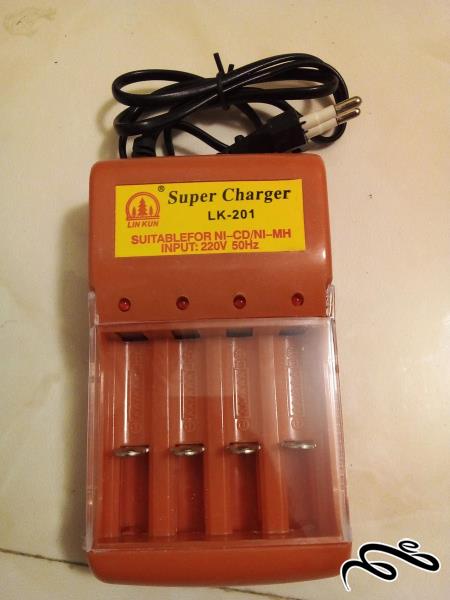 ®
LIN KUN
Super Charger
LK-201
SUITABLEFOR NI-CD/NI-MH
INPUT: 220V 50Hz